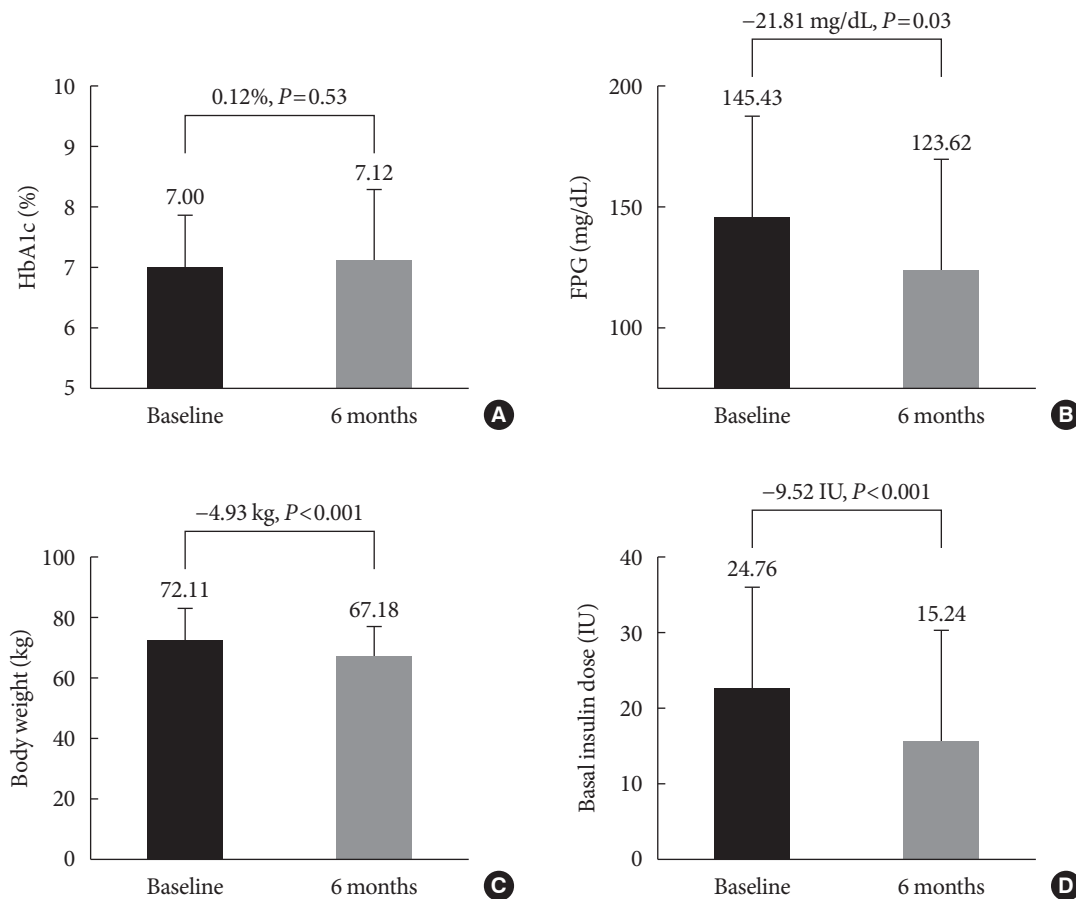 0.12%, P=0.53
HbA1c (%)
10
9
8
7
6
5
7.00
7.12
Baseline
6 months
A
−21.81 mg/dL, P=0.03
FPG (mg/dL)
200
150
100
145.43
123.62
Baseline
6 months
B
−4.93 kg, P<0.001
Body weight (kg)
100
80
60
40
20
0
72.11
67.18
Baseline
6 months
C
−9.52 IU, P<0.001
Basal insulin dose (IU)
40
30
20
10
0
24.76
15.24
Baseline
6 months
D